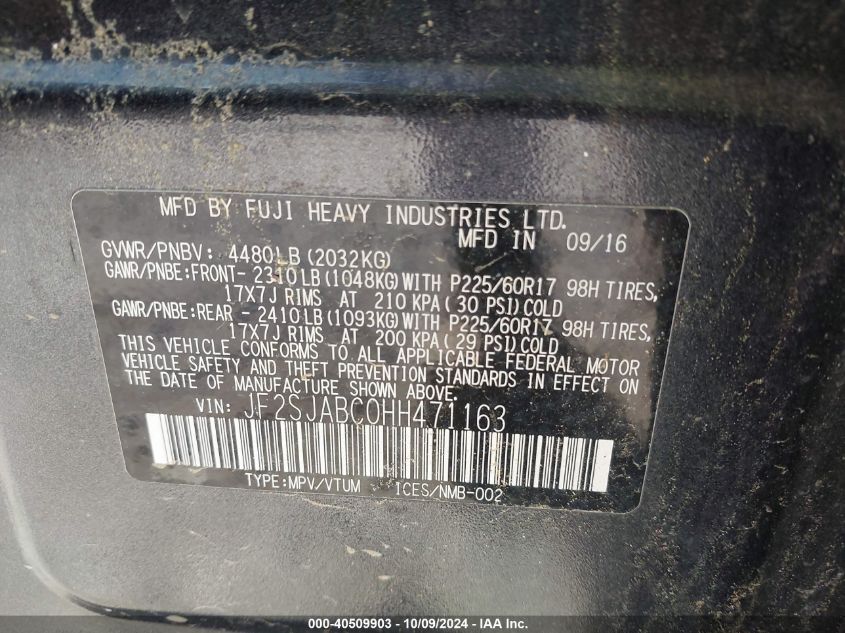 MFD BY FUJI HEAVY INDUSTRIES LTD.
MFD IN 09/16
GVWR/PNBV: 4480LB (2032KG)
GAWR/PNBE:FRONT- 2310LB (1048KG)WITH P225/60R17 98H TIRES,
17X7J RIMS AT 210 KPA(30 PSI)COLD
GAWR/PNBE:REAR - 2410LB(1093KG)WITH P225/60R17 98H TIRES,
17X7J RIMS AT 200 KPA(29 PSI)COLD
THIS VEHICLE CONFORMS TO ALL APPLICABLE FEDERAL MOTOR
VEHICLE SAFETY AND THEFT PREVENTION STANDARDS IN EFFECT ON
THE DATE OF MANUFACTURE SHOWN ABOVE.
VIN: JF2SJABC0HH471163
TYPE:MPV/VTUM ICES/NMB-002
000-40509903 - 10/09/2024 - IAA Inc.